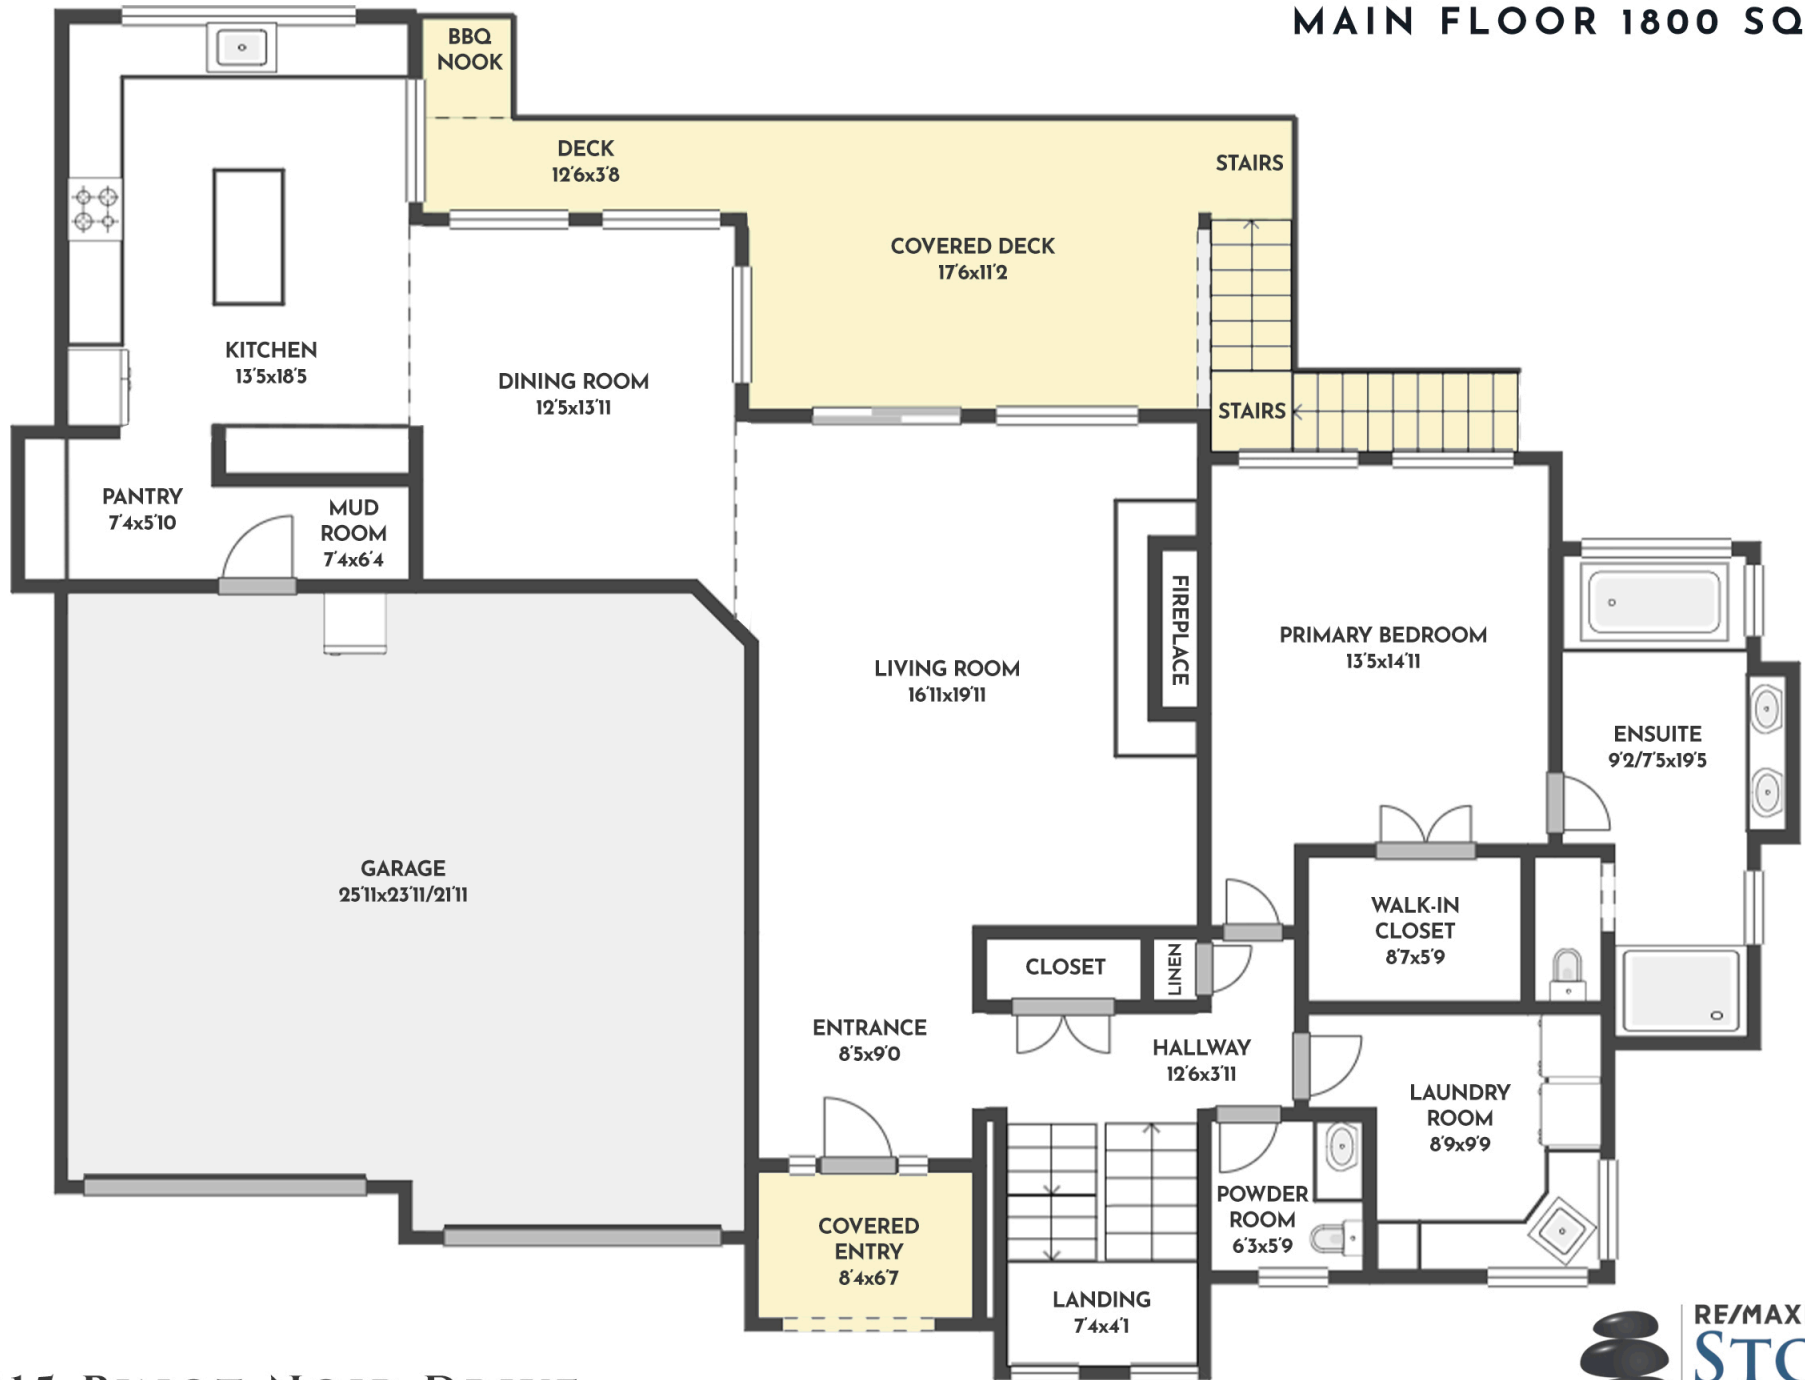 MAIN FLOOR 1800 SQ
BBQ
NOOK
DECK
12'6x3'8
STAIRS
COVERED DECK
17'6x11'2
KITCHEN
13'5x18'5
DINING ROOM
12'5x13'11
STAIRS
PANTRY
7'4x5'10
MUD
ROOM
7'4x6'4
FIREPLACE
PRIMARY BEDROOM
13'5x14'11
LIVING ROOM
16'11x19'11
ENSUITE
9'2/7'5x19'5
GARAGE
25'11x23'11/21'11
WALK-IN
CLOSET
8'7x5'9
CLOSET
LINEN
ENTRANCE
8'5x9'0
HALLWAY
12'6x3'11
LAUNDRY
ROOM
8'9x9'9
POWDER
ROOM
6'3x5'9
COVERED
ENTRY
8'4x6'7
LANDING
7'4x4'1
RE/MAX